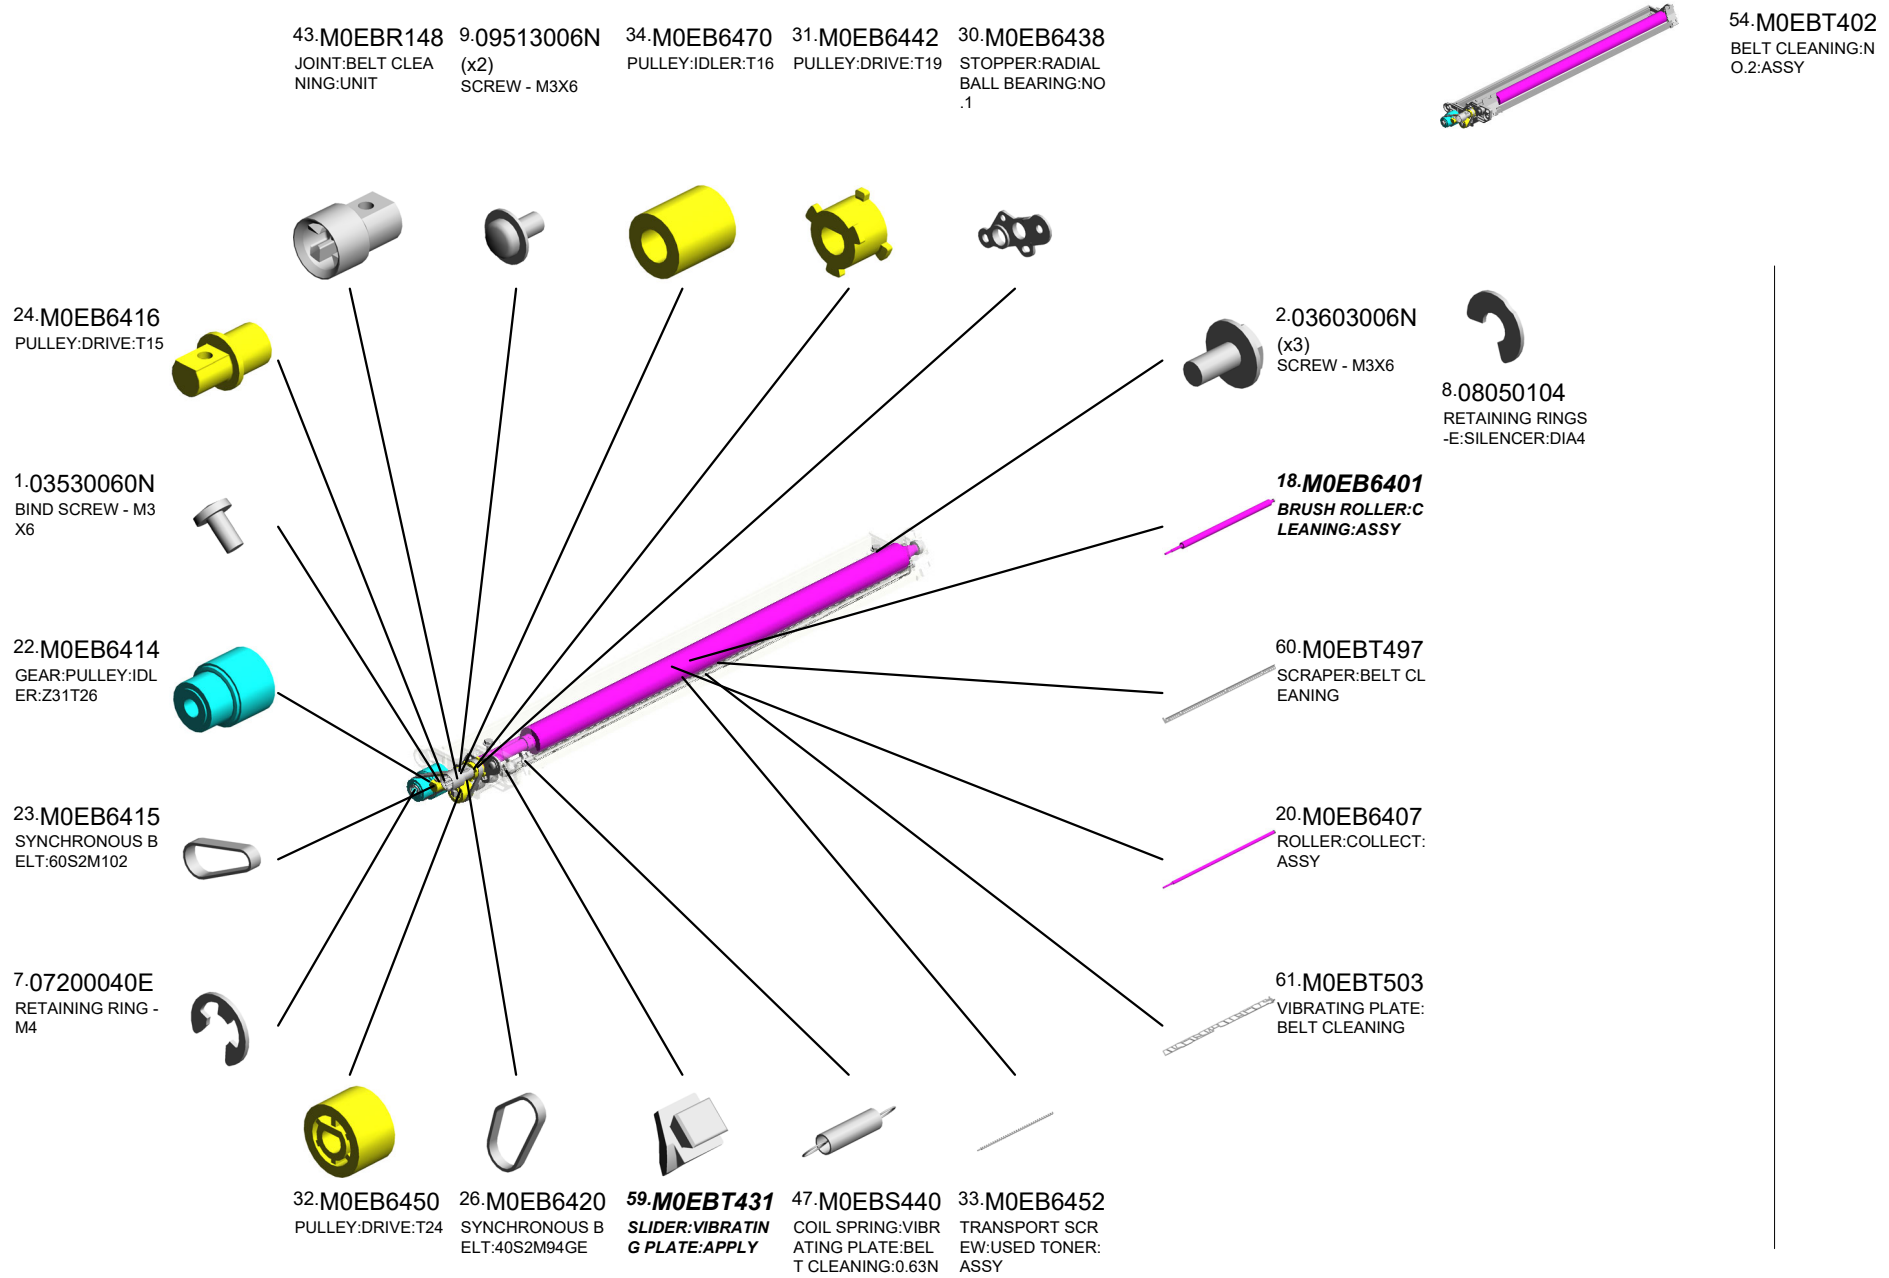 43.M0EBR148
JOINT:BELT CLEA
NING:UNIT
9.09513006N
(x2)
SCREW - M3X6
34.M0EB6470
PULLEY:IDLER:T16
31.M0EB6442
PULLEY:DRIVE:T19
30.M0EB6438
STOPPER:RADIAL
BALL BEARING:NO
.1
54.M0EBT402
BELT CLEANING:N
O.2:ASSY
24.M0EB6416
PULLEY:DRIVE:T15
2.03603006N
(x3)
SCREW - M3X6
8.08050104
RETAINING RINGS
-E:SILENCER:DIA4
1.03530060N
BIND SCREW - M3
X6
18.M0EB6401
BRUSH ROLLER:C
LEANING:ASSY
22.M0EB6414
GEAR:PULLEY:IDL
ER:Z31T26
60.M0EBT497
SCRAPER:BELT CL
EANING
23.M0EB6415
SYNCHRONOUS B
ELT:60S2M102
20.M0EB6407
ROLLER:COLLECT:
ASSY
7.07200040E
RETAINING RING -
M4
61.M0EBT503
VIBRATING PLATE:
BELT CLEANING
32.M0EB6450
PULLEY:DRIVE:T24
26.M0EB6420
SYNCHRONOUS B
ELT:40S2M94GE
59.M0EBT431
SLIDER:VIBRATIN
G PLATE:APPLY
47.M0EBS440
COIL SPRING:VIBR
ATING PLATE:BEL
T CLEANING:0.63N
33.M0EB6452
TRANSPORT SCR
EW:USED TONER:
ASSY